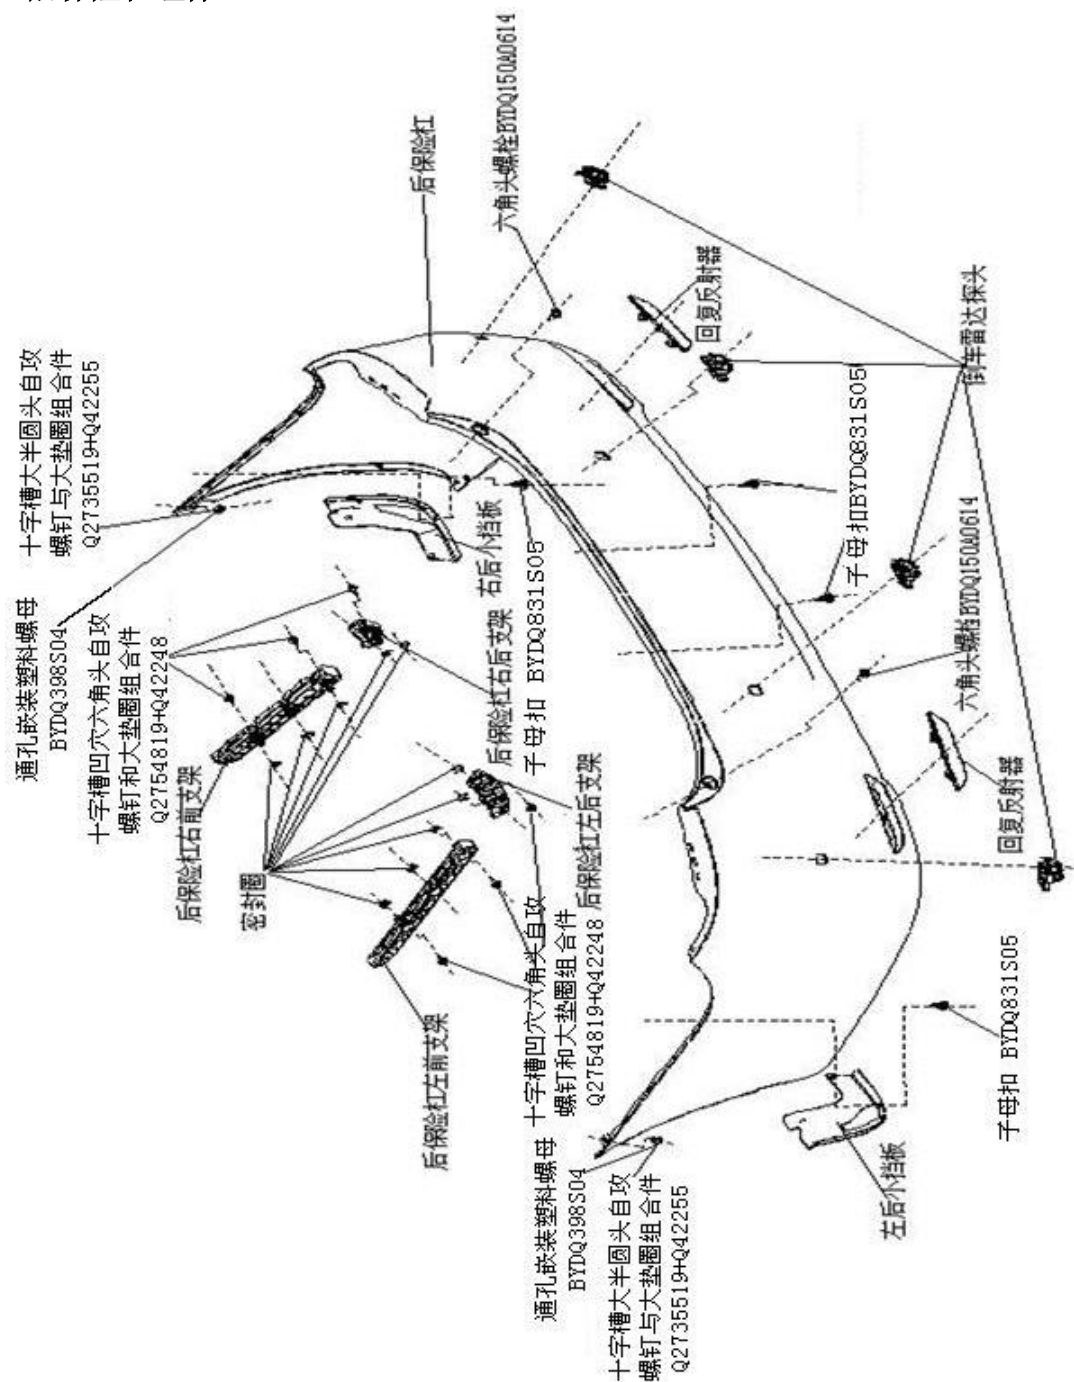 十字槽大半圆头自攻
螺钉与大垫圈组合件
Q2735519+Q42255
通孔嵌装塑料螺母
BYDQ398S04
十字槽凹穴六角头自攻
螺钉和大垫圈组合件
Q2754819+Q42248
后保险杠右前支架
密封圈
后保险杠左前支架
后保险杠
六角头螺栓BYDQ150A0614
回复反射器
倒车雷达探头
右后小挡板
后保险杠右后支架
子母扣 BYDQ831S05
子母扣BYDQ831S05
后保险杠左后支架
十字槽凹穴六角头自攻
螺钉和大垫圈组合件
Q2754819+Q42248
六角头螺栓BYDQ150A0614
回复反射器
子母扣 BYDQ831S05
左后小挡板
通孔嵌装塑料螺母
BYDQ398S04
十字槽大半圆头自攻
螺钉与大垫圈组合件
Q2735519+Q42255